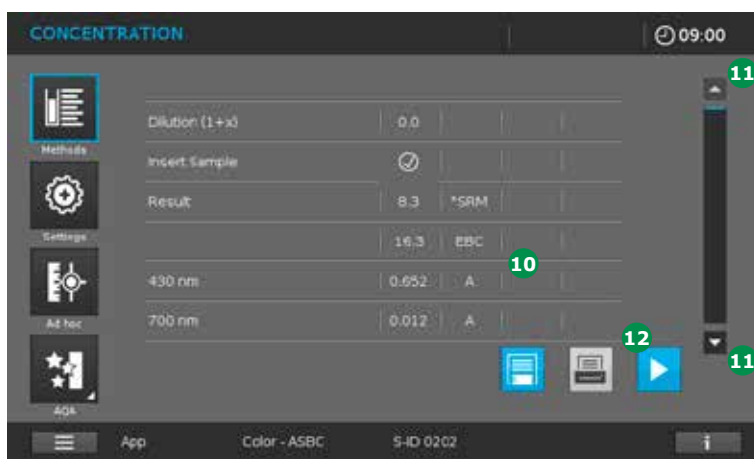 CONCENTRATION 09:00
11
Methods
Dilution (1+x) 0.0
Insert Sample
Result 8.3 *SRM
Settings
16.3 EBC
10
430 nm 0.652 A
Ad hoc
700 nm 0.012 A
12
11
AQA
App Color - ASBC S-ID 0202 i